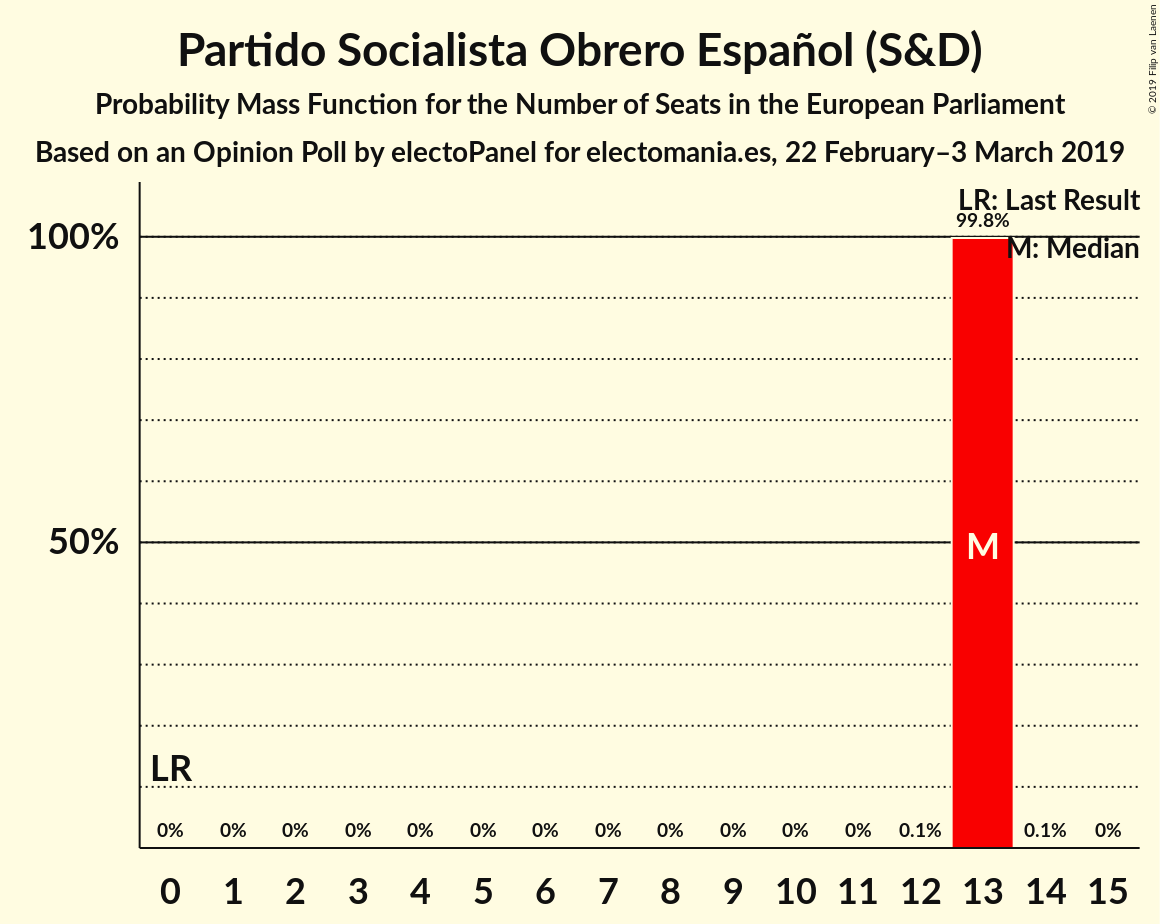 Partido Socialista Obrero Español (S&D)
Probability Mass Function for the Number of Seats in the European Parliament
Based on an Opinion Poll by electoPanel for electomania.es, 22 February–3 March 2019
© 2019 Filip van Laenen
LR: Last Result
99.8%
100%
M: Median
50%
M
LR
0% 0% 0% 0% 0% 0% 0% 0% 0% 0% 0% 0% 0.1% 0.1% 0%
0 1 2 3 4 5 6 7 8 9 10 11 12 13 14 15